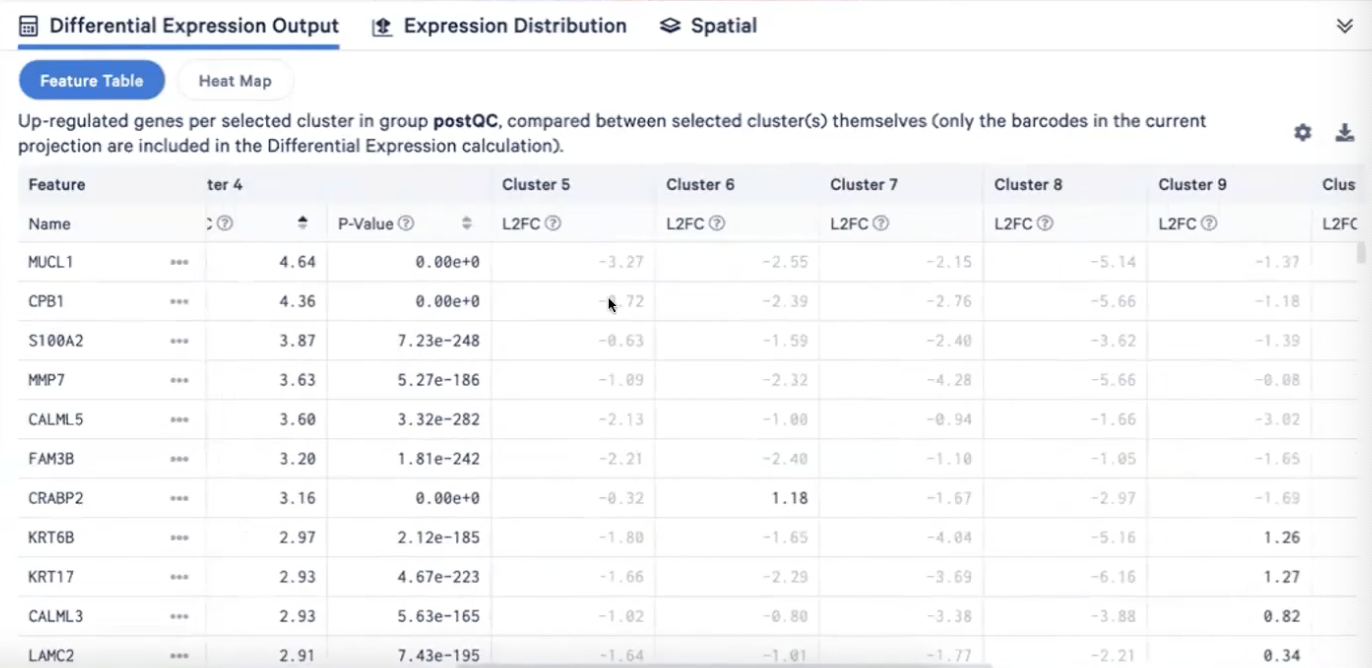 Differential Expression Output Expression Distribution Spatial
Feature Table Heat Map
Up-regulated genes per selected cluster in group postQC, compared between selected cluster(s) themselves (only the barcodes in the current
projection are included in the Differential Expression calculation).
Feature ter 4 Cluster 5 Cluster 6 Cluster 7 Cluster 8 Cluster 9 Clus
Name C P-Value L2FC L2FC L2FC L2FC L2FC L2FC
MUCL1 4.64 0.00e+0 -3.27 -2.55 -2.15 -5.14 -1.37
CPB1 4.36 0.00e+0 .72 -2.39 -2.76 -5.66 -1.18
S100A2 3.87 7.23e-248 -0.63 -1.59 -2.40 -3.62 -1.39
MMP7 3.63 5.27e-186 -1.09 -2.32 -4.28 -5.66 -0.08
CALML5 3.60 3.32e-282 -2.13 -1.00 -0.94 -1.66 -3.02
FAM3B 3.20 1.81e-242 -2.21 -2.40 -1.10 -1.05 -1.65
CRABP2 3.16 0.00e+0 -0.32 1.18 -1.67 -2.97 -1.69
KRT6B 2.97 2.12e-185 -1.80 -1.65 -4.04 -5.16 1.26
KRT17 2.93 4.67e-223 -1.66 -2.29 -3.69 -6.16 1.27
CALML3 2.93 5.63e-165 -1.02 -0.80 -3.38 -3.88 0.82
LAMC2 2.91 7.43e-195 -1.64 -1.01 -1.77 -2.21 0.34